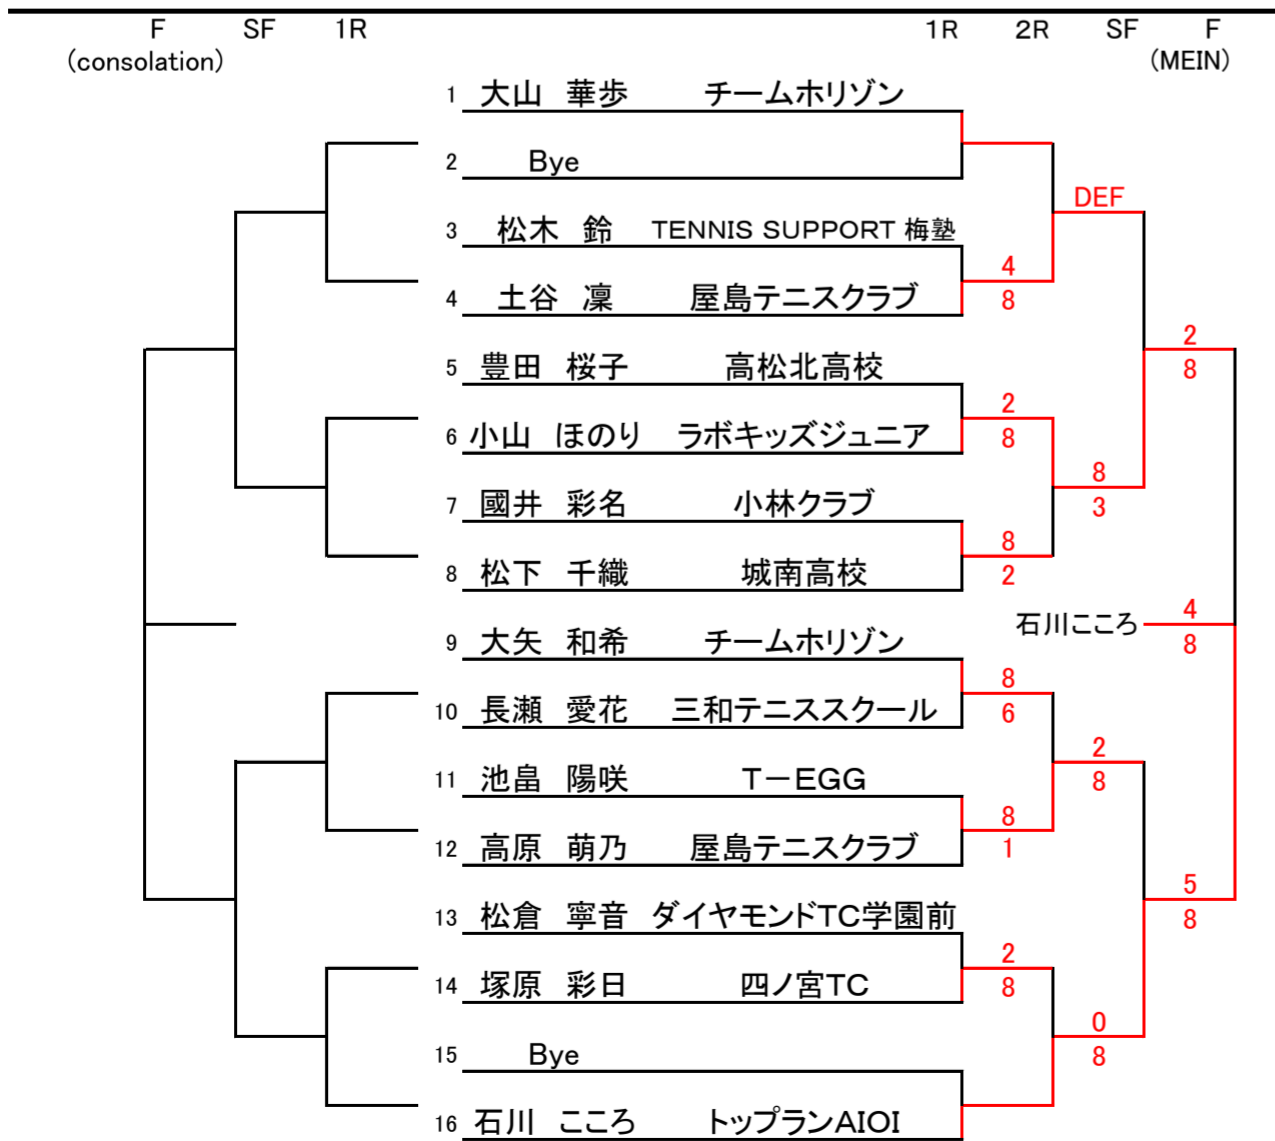 F SF 1R 1R 2R SF F
(consolation) (MEIN)
1 大山 華歩 チームホリゾン
2 Bye
DEF
3 松木 鈴 TENNIS SUPPORT 梅塾
4
4 土谷 凜 屋島テニスクラブ 8
2
5 豊田 桜子 高松北高校 8
2
6 小山 ほのり ラボキッズジュニア 8
8
7 國井 彩名 小林クラブ 3
8
8 松下 千織 城南高校 2
4
石川こころ 8
9 大矢 和希 チームホリゾン
8
10 長瀬 愛花 三和テニススクール 6
2
11 池畠 陽咲 T-EGG 8
8
12 高原 萌乃 屋島テニスクラブ 1
5
13 松倉 寧音 ダイヤモンドTC学園前 8
2
14 塚原 彩日 四ノ宮TC 8
0
15 Bye 8
16 石川 こころ トップランAIOI